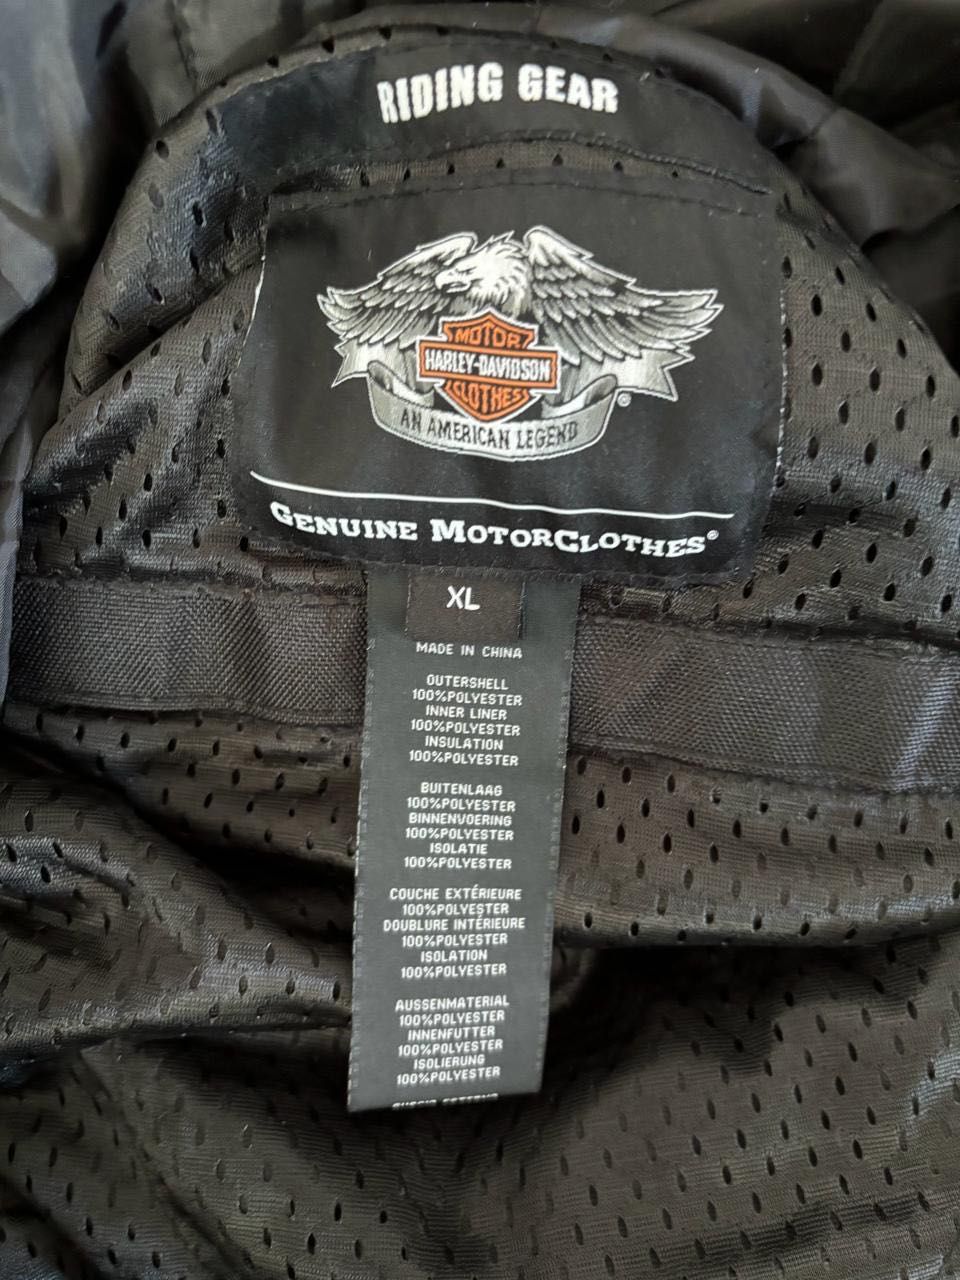 RIDING GEAR
MOTOR
HARLEY-DAVIDSON
CLOTHES
®
AN AMERICAN LEGEND
GENUINE MOTORCLOTHES®
XL
MADE IN CHINA
OUTERSHELL
100%POLYESTER
INNER LINER
100%POLYESTER
INSULATION
100%POLYESTER
BUITENLAAG
100%POLYESTER
BINNENVOERING
100%POLYESTER
ISOLATIE
100%POLYESTER
COUCHE EXTÉRIEURE
100%POLYESTER
DOUBLURE INTÉRIEURE
100%POLYESTER
ISOLATION
100%POLYESTER
AUSSENMATERIAL
100%POLYESTER
INNENFUTTER
100%POLYESTER
ISOLIERUNG
100%POLYESTER